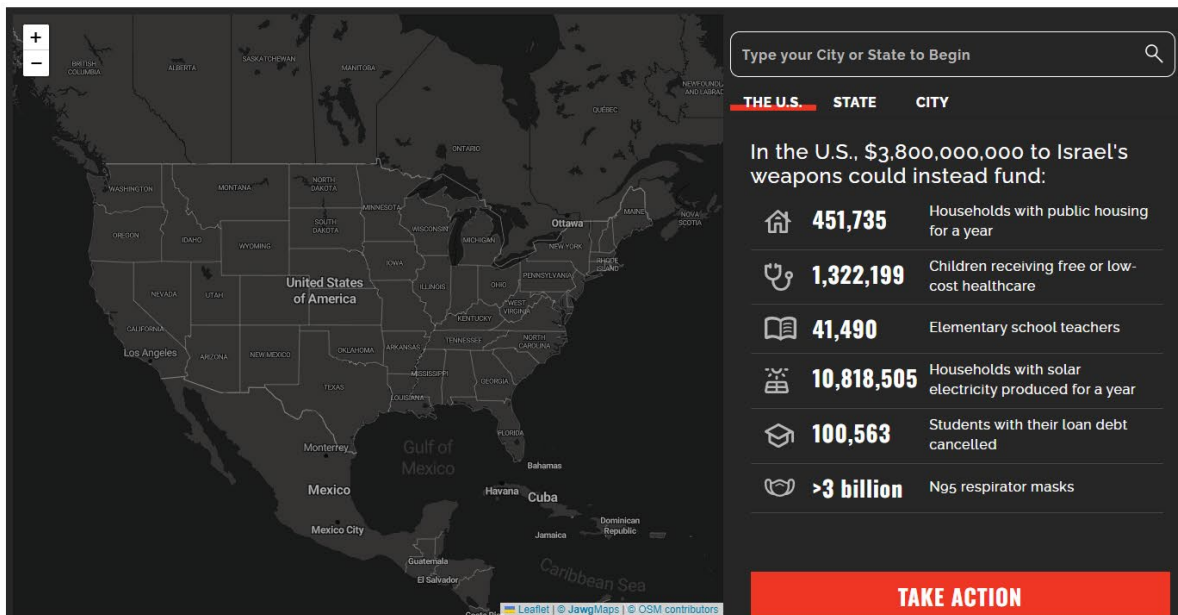 +
−
BRITISH
COLUMBIA
ALBERTA
SASKATCHEWAN
MANITOBA
ONTARIO
QUÉBEC
NEWFOUNDL
AND LABRAD
NOVA
SCOTIA
WASHINGTON
MONTANA
NORTH
DAKOTA
MINNESOTA
Ottawa
MAINE
OREGON
IDAHO
WYOMING
SOUTH
DAKOTA
WISCONSIN
MICHIGAN
NEW YORK
RHODE
ISLAND
IOWA
PENNSYLVANIA
NEVADA
UTAH
United States
of America
ILLINOIS
OHIO
WEST
VIRGINIA
KENTUCKY
CALIFORNIA
Los Angeles
ARIZONA
NEW MEXICO
OKLAHOMA
ARKANSAS
TENNESSEE
NORTH
CAROLINA
MISSISSIPPI
TEXAS
LOUISIANA
GEORGIA
FLORIDA
Monterrey
Gulf of
Mexico
Bahamas
Mexico
Havana
Cuba
Mexico City
Dominican
Republic
Jamaica
Guatemala
El Salvador
Caribbean Sea
Leaflet | © JawgMaps | © OSM contributors
Type your City or State to Begin
THE U.S. STATE CITY
In the U.S., $3,800,000,000 to Israel's
weapons could instead fund:
451,735 Households with public housing
for a year
1,322,199 Children receiving free or low-
cost healthcare
41,490 Elementary school teachers
10,818,505 Households with solar
electricity produced for a year
100,563 Students with their loan debt
cancelled
>3 billion N95 respirator masks
TAKE ACTION